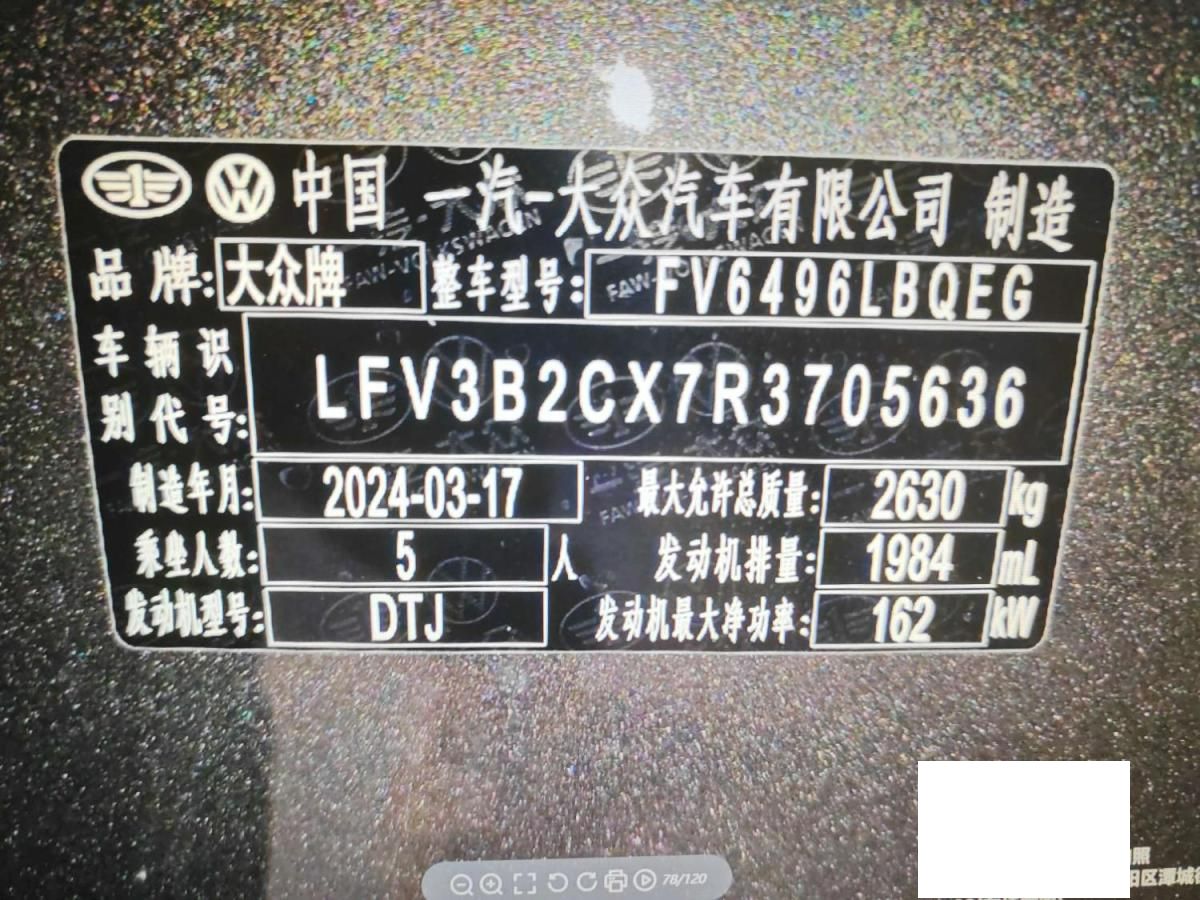 中国 一汽-大众汽车有限公司 制造
品牌: 大众牌 整车型号: FV6496LBQEG
车辆识别代号: LFV3B2CX7R3705636
制造年月: 2024-03-17 最大允许总质量: 2630 kg
乘坐人数: 5 人 发动机排量: 1984 mL
发动机型号: DTJ 发动机最大净功率: 162 kW
78/120